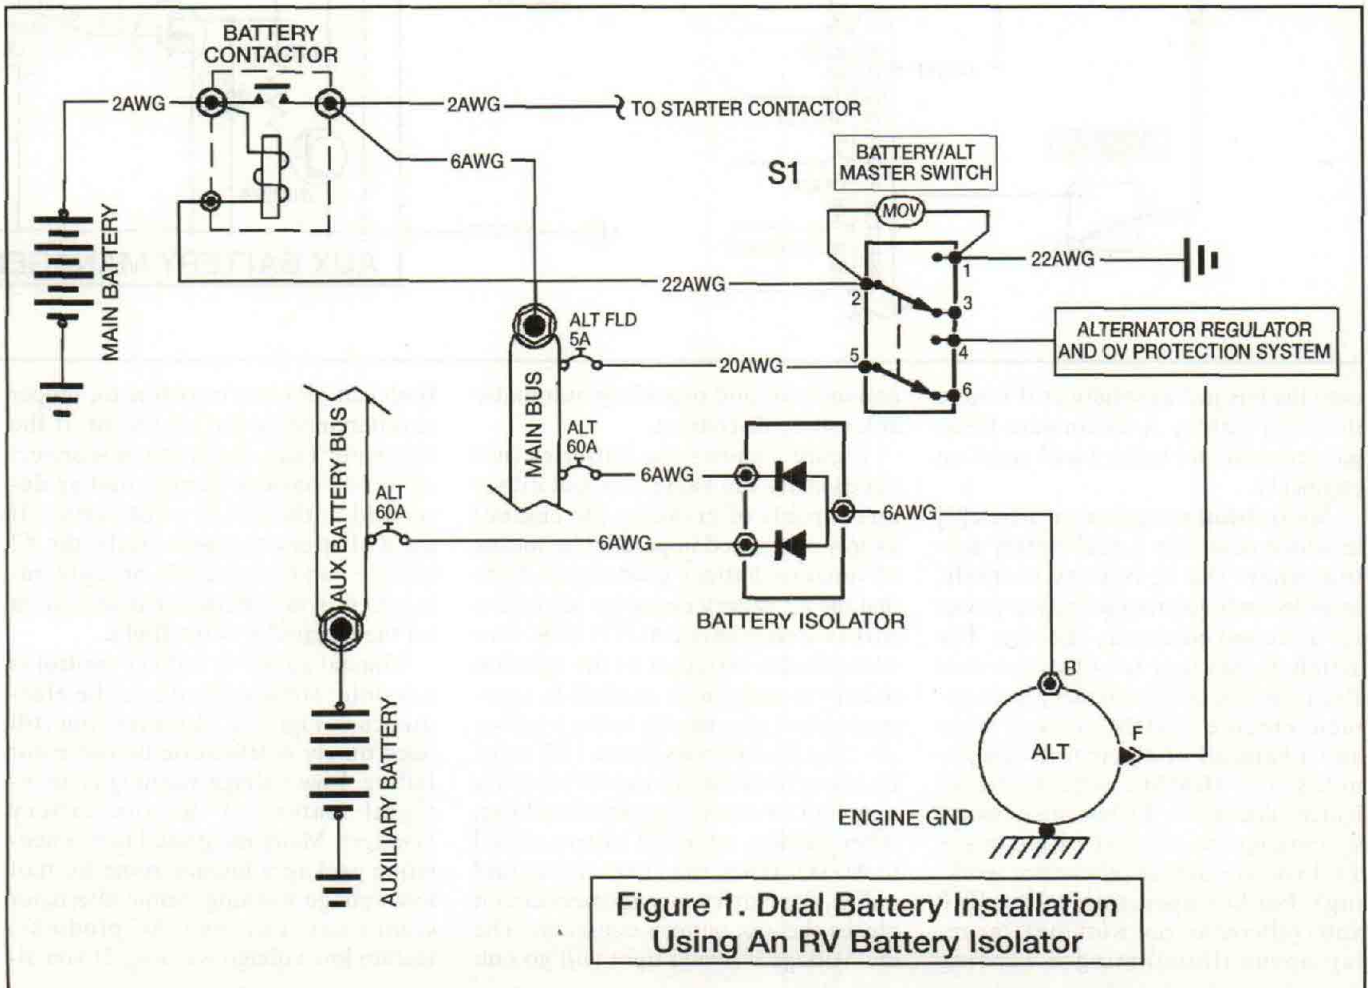 BATTERY
CONTACTOR
2AWG
2AWG
TO STARTER CONTACTOR
6AWG
S1
BATTERY/ALT
MASTER SWITCH
MOV
MAIN BATTERY
22AWG
22AWG
1
2
3
4
5
6
ALT FLD
5A
20AWG
ALTERNATOR REGULATOR
AND OV PROTECTION SYSTEM
MAIN BUS
ALT
60A
6AWG
6AWG
AUX BATTERY BUS
ALT
60A
6AWG
BATTERY ISOLATOR
B
ALT
F
ENGINE GND
AUXILIARY BATTERY
Figure 1. Dual Battery Installation
Using An RV Battery Isolator